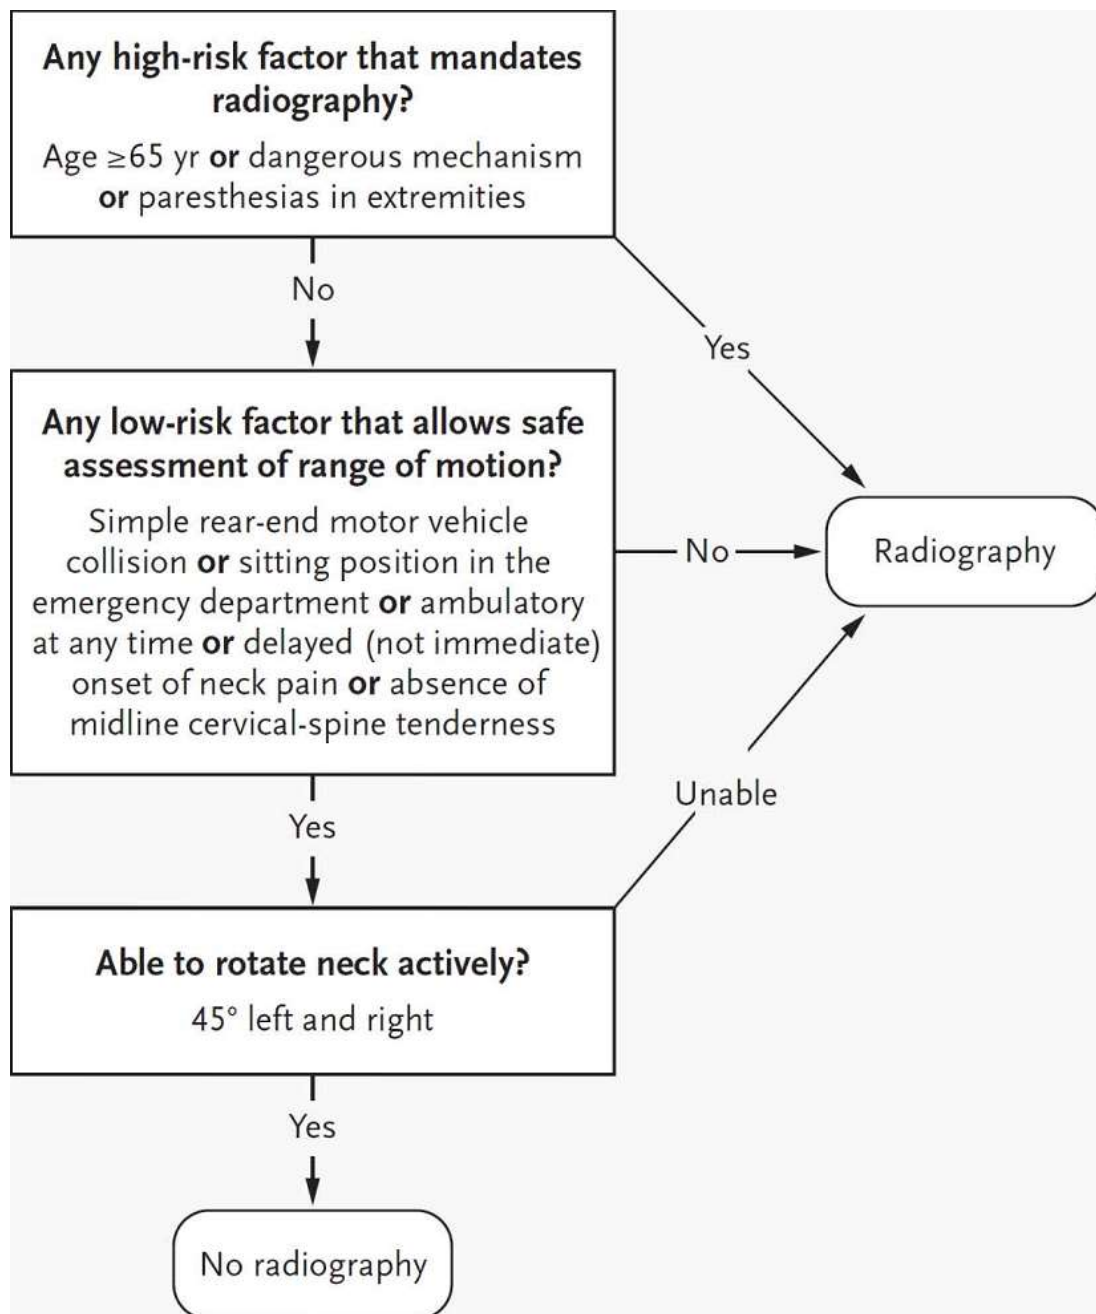 Any high-risk factor that mandates
radiography?
Age ≥65 yr or dangerous mechanism
or paresthesias in extremities
No
Yes
Any low-risk factor that allows safe
assessment of range of motion?
Simple rear-end motor vehicle
collision or sitting position in the
emergency department or ambulatory
at any time or delayed (not immediate)
onset of neck pain or absence of
midline cervical-spine tenderness
No
Radiography
Yes
Unable
Able to rotate neck actively?
45° left and right
Yes
No radiography